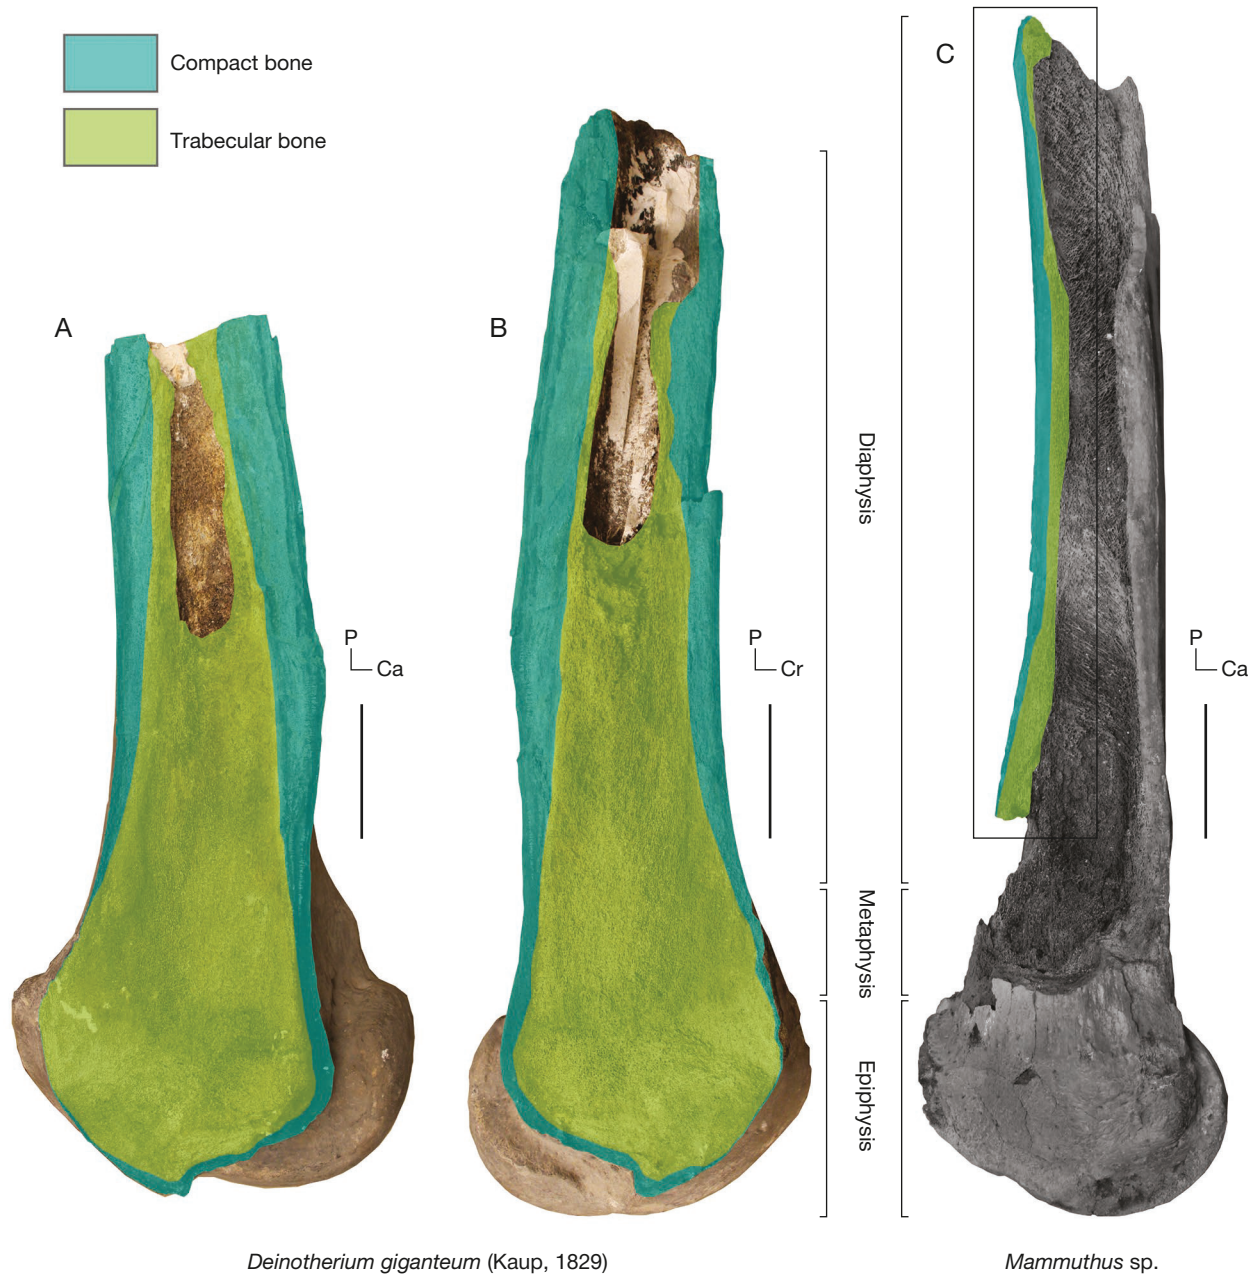 Compact bone
Trabecular bone
A
B
C
P
Ca
P
Cr
P
Ca
Diaphysis
Metaphysis
Epiphysis
Deinotherium giganteum (Kaup, 1829)
Mammuthus sp.